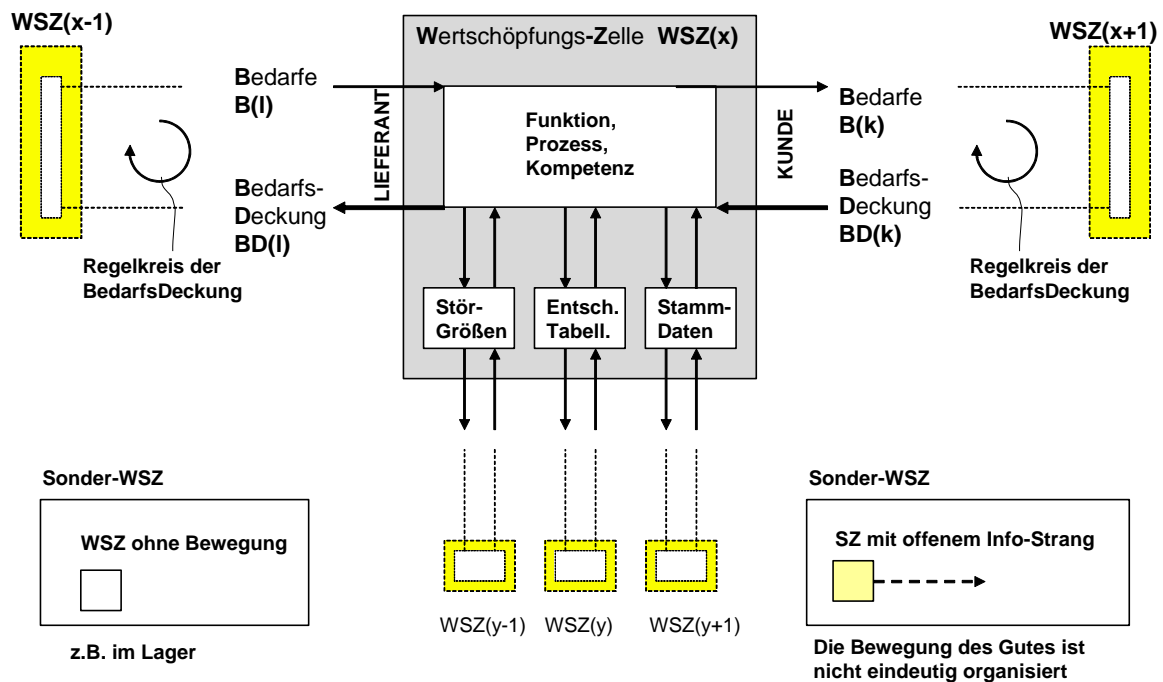 WSZ(x-1)
Wertschöpfungs-Zelle WSZ(x)
WSZ(x+1)
Bedarfe
B(l)
LIEFERANT
Funktion,
Prozess,
Kompetenz
KUNDE
Bedarfe
B(k)
Bedarfs-
Deckung
BD(l)
Bedarfs-
Deckung
BD(k)
Regelkreis der
BedarfsDeckung
Regelkreis der
BedarfsDeckung
Stör-
Größen
Entsch.
Tabell.
Stamm-
Daten
Sonder-WSZ
WSZ ohne Bewegung
z.B. im Lager
WSZ(y-1)
WSZ(y)
WSZ(y+1)
Sonder-WSZ
SZ mit offenem Info-Strang
Die Bewegung des Gutes ist
nicht eindeutig organisiert